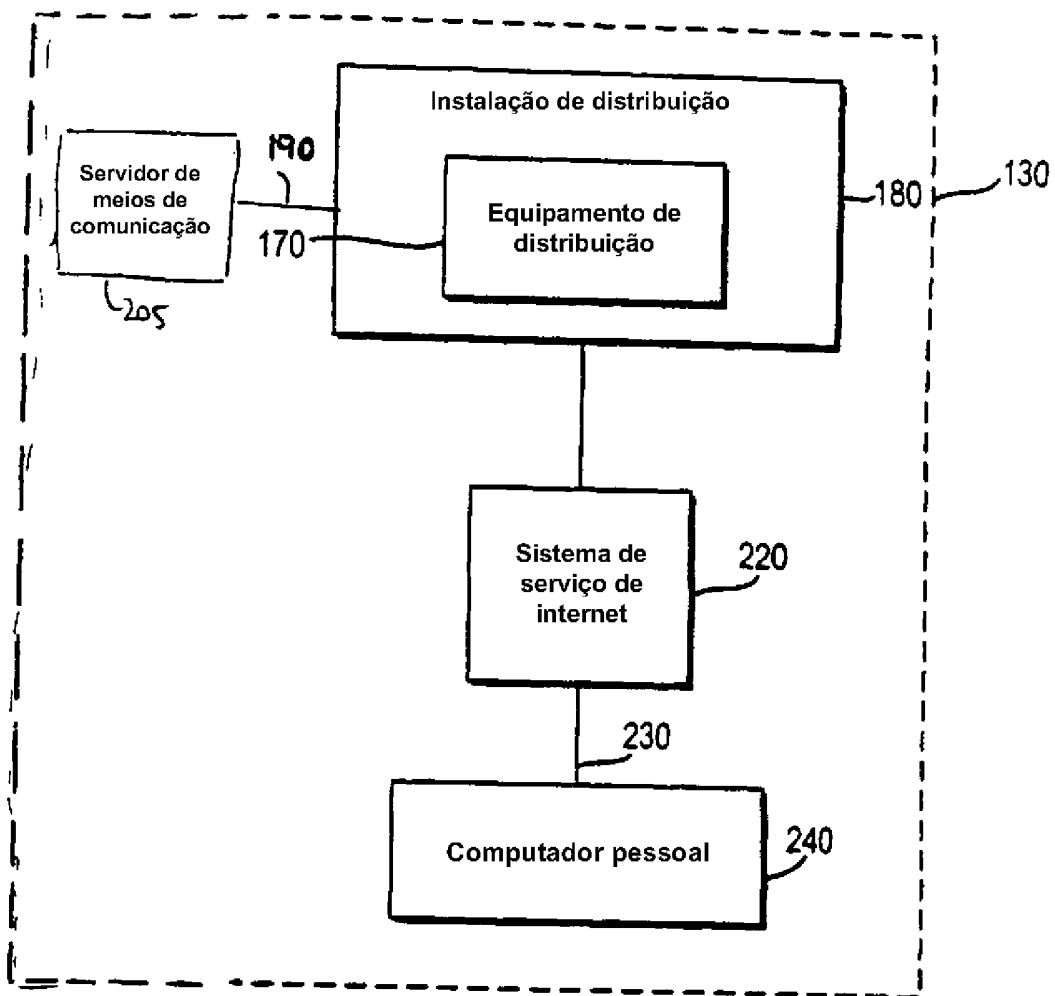 Instalação de distribuição
190
Servidor de
meios de
comunicação
205
170
Equipamento de
distribuição
180
130
Sistema de
serviço de
internet
220
230
Computador pessoal
240